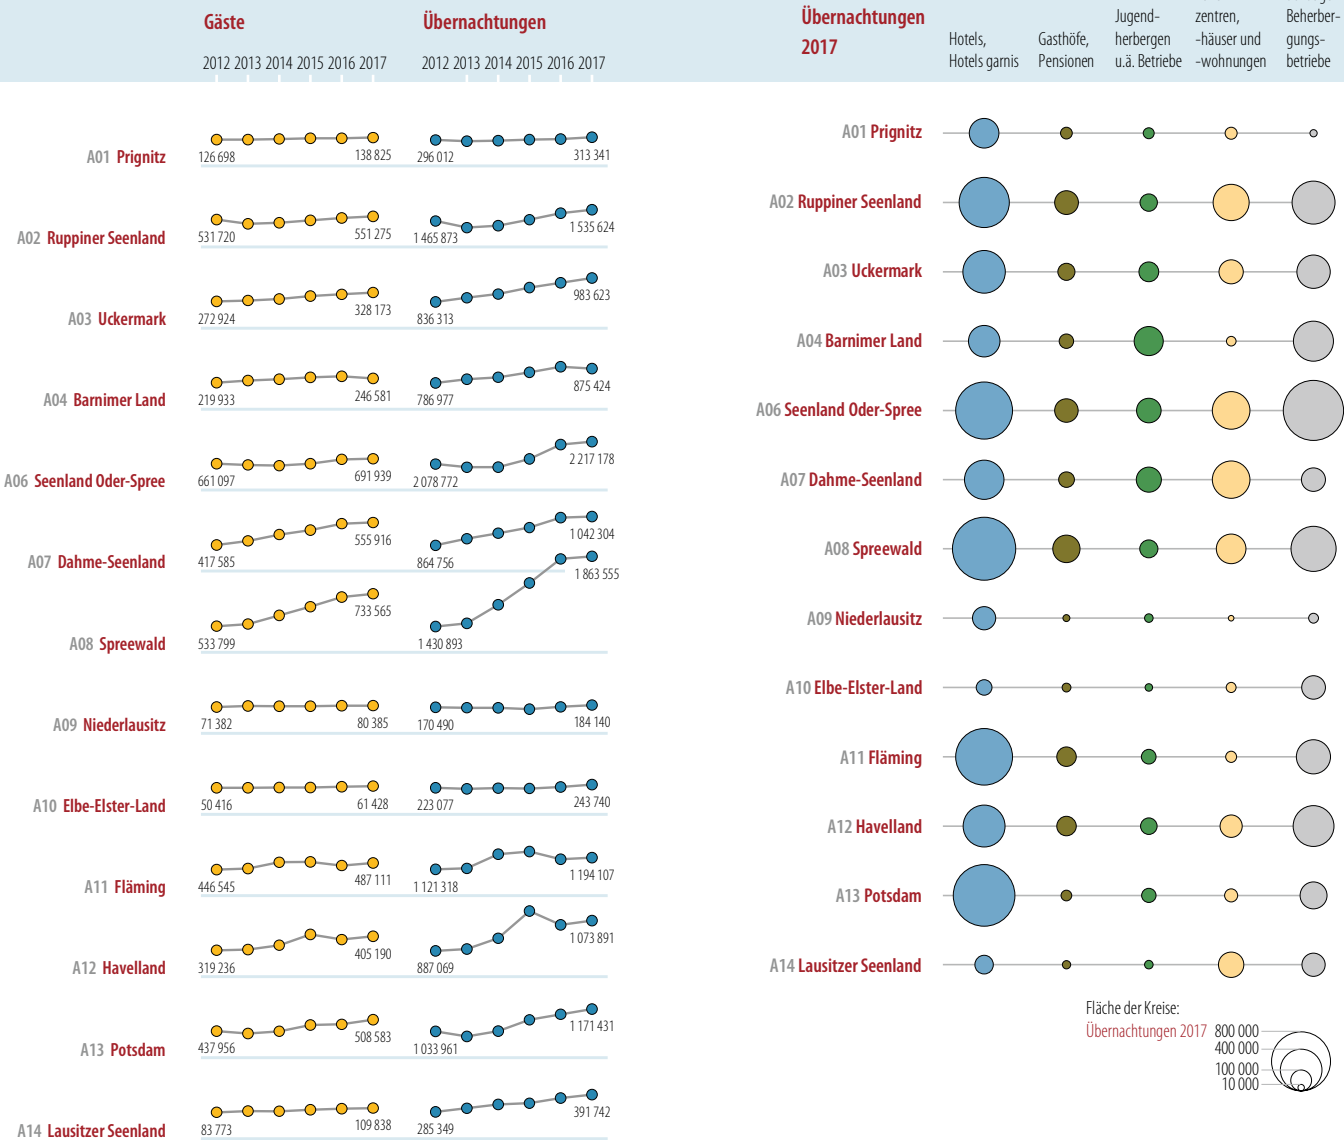 Gäste
Übernachtungen
2012 2013 2014 2015 2016 2017
2012 2013 2014 2015 2016 2017
A01 Prignitz
126 698
138 825
296 012
313 341
A02 Ruppiner Seenland
531 720
551 275
1 465 873
1 535 624
A03 Uckermark
272 924
328 173
836 313
983 623
A04 Barnimer Land
219 933
246 581
786 977
875 424
A06 Seenland Oder-Spree
661 097
691 939
2 078 772
2 217 178
A07 Dahme-Seenland
417 585
555 916
864 756
1 042 304
A08 Spreewald
533 799
733 565
1 430 893
1 863 555
A09 Niederlausitz
71 382
80 385
170 490
184 140
A10 Elbe-Elster-Land
50 416
61 428
223 077
243 740
A11 Fläming
446 545
487 111
1 121 318
1 194 107
A12 Havelland
319 236
405 190
887 069
1 073 891
A13 Potsdam
437 956
508 583
1 033 961
1 171 431
A14 Lausitzer Seenland
83 773
109 838
285 349
391 742
Übernachtungen
2017
Hotels,
Hotels garnis
Gasthöfe,
Pensionen
Jugend-
herbergen
u.ä. Betriebe
zentren,
-häuser und
-wohnungen
Beherber-
gungs-
betriebe
A01 Prignitz
A02 Ruppiner Seenland
A03 Uckermark
A04 Barnimer Land
A06 Seenland Oder-Spree
A07 Dahme-Seenland
A08 Spreewald
A09 Niederlausitz
A10 Elbe-Elster-Land
A11 Fläming
A12 Havelland
A13 Potsdam
A14 Lausitzer Seenland
Fläche der Kreise:
Übernachtungen 2017
800 000
400 000
100 000
10 000